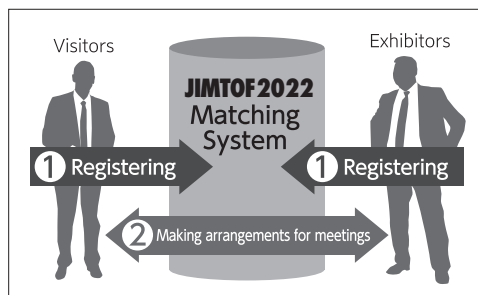 Visitors
Exhibitors
JIMTOF2022
Matching
System
1 Registering
1 Registering
2 Making arrangements for meetings